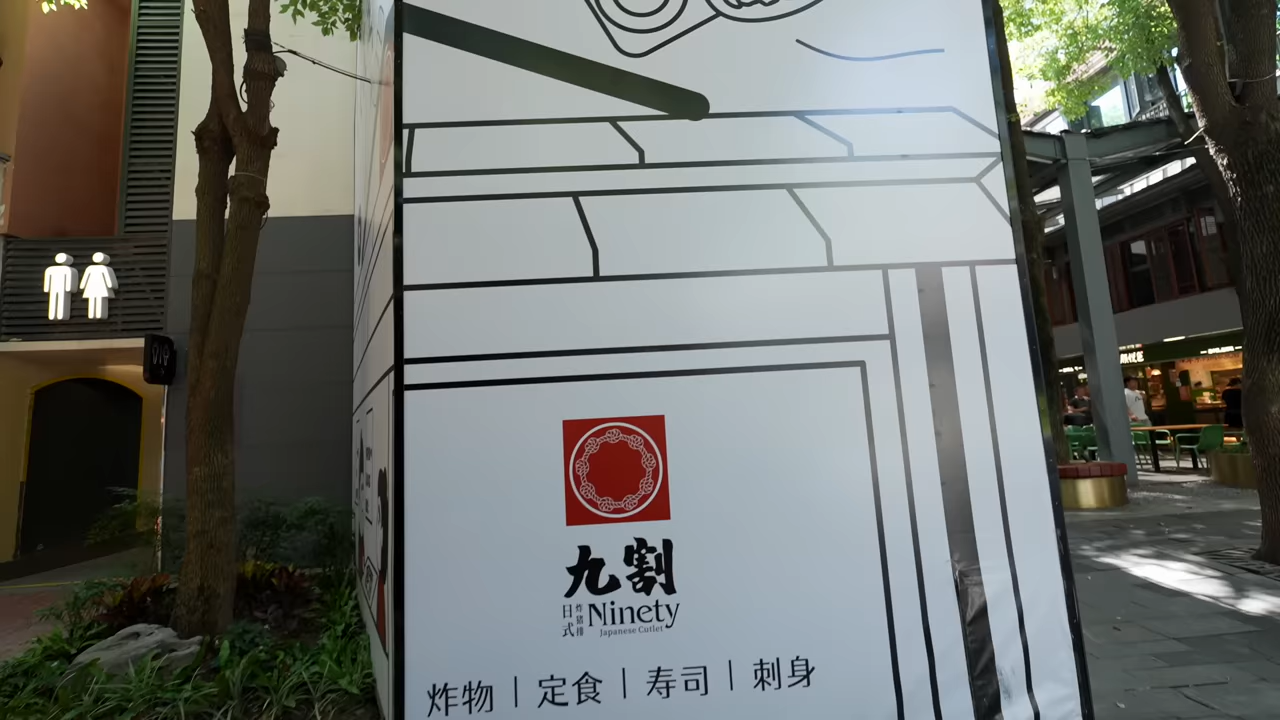 九割
日式
炸猪排
Ninety
Japanese Cutlet
炸物 | 定食 | 寿司 | 刺身